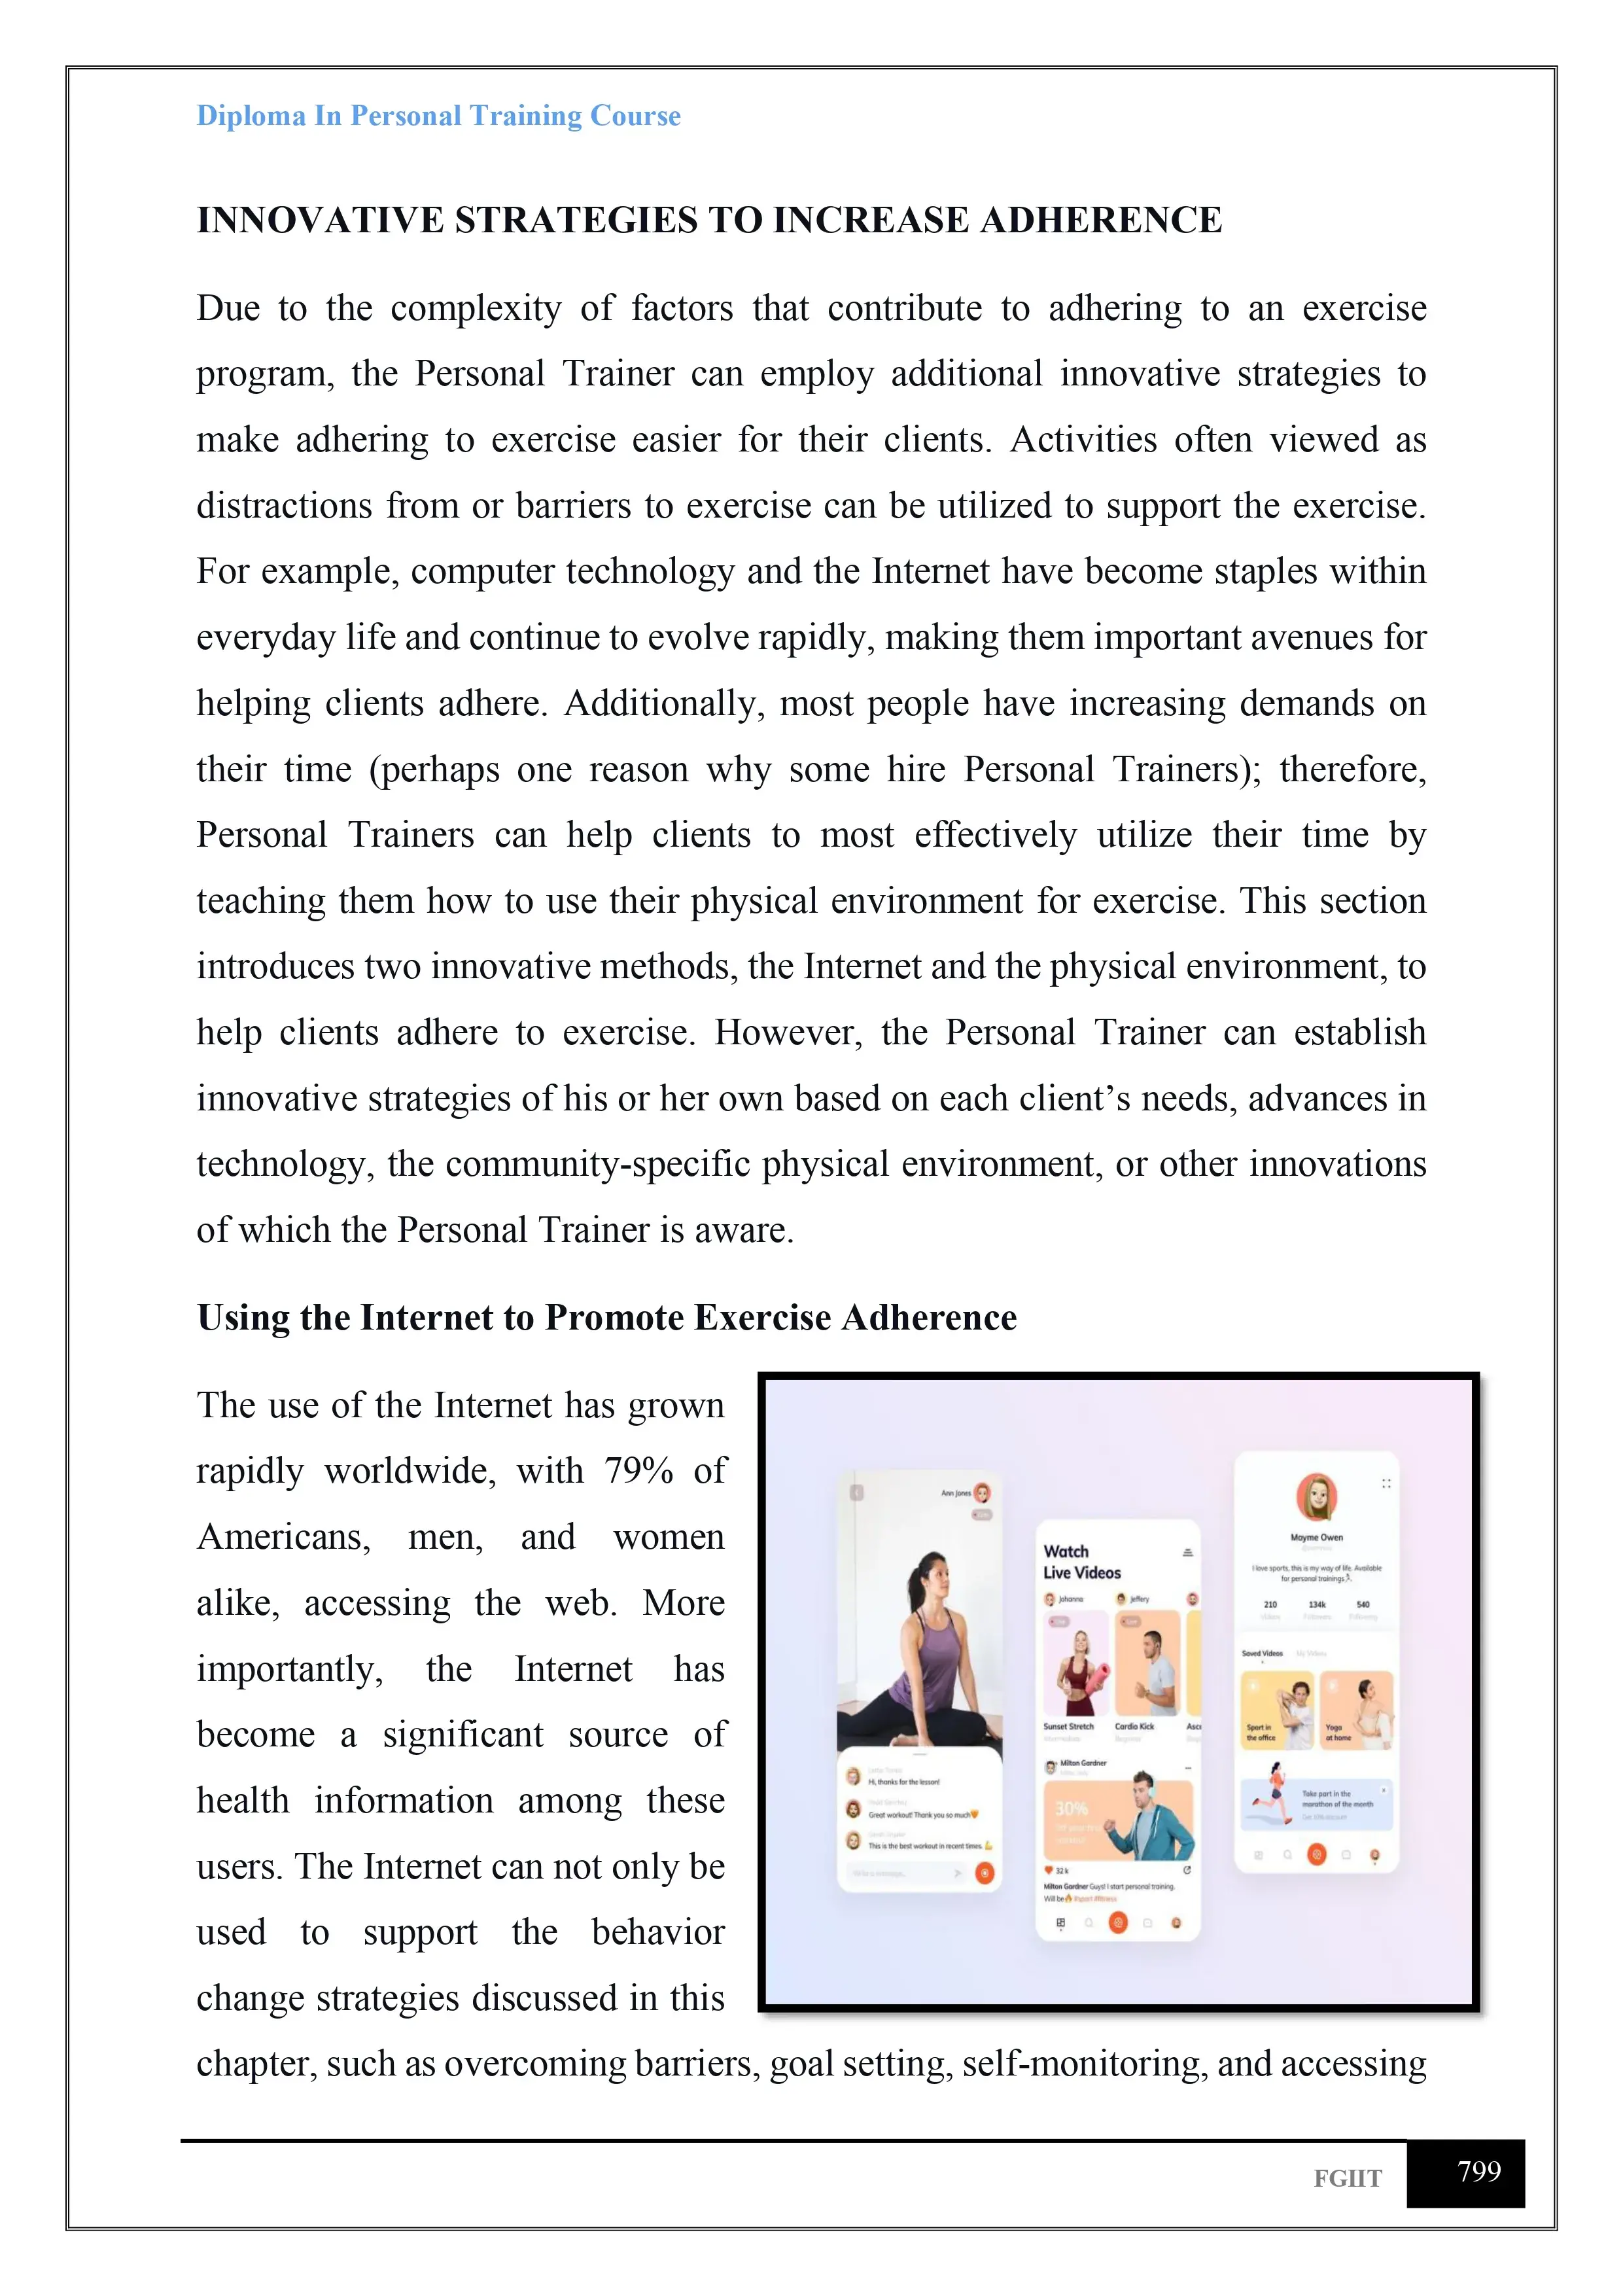 Diploma In Personal Training Course
INNOVATIVE STRATEGIES TO INCREASE ADHERENCE
Due to the complexity of factors that contribute to adhering to an exercise
program, the Personal Trainer can employ additional innovative strategies to
make adhering to exercise easier for their clients. Activities often viewed as
distractions from or barriers to exercise can be utilized to support the exercise.
For example, computer technology and the Internet have become staples within
everyday life and continue to evolve rapidly, making them important avenues for
helping clients adhere. Additionally, most people have increasing demands on
their time (perhaps one reason why some hire Personal Trainers); therefore,
Personal Trainers can help clients to most effectively utilize their time by
teaching them how to use their physical environment for exercise. This section
introduces two innovative methods, the Internet and the physical environment, to
help clients adhere to exercise. However, the Personal Trainer can establish
innovative strategies of his or her own based on each client’s needs, advances in
technology, the community-specific physical environment, or other innovations
of which the Personal Trainer is aware.
Using the Internet to Promote Exercise Adherence
The use of the Internet has grown
rapidly worldwide, with 79% of
Americans, men, and women
alike, accessing the web. More
importantly, the Internet has
become a significant source of
health information among these
users. The Internet can not only be
used to support the behavior
change strategies discussed in this
chapter, such as overcoming barriers, goal setting, self-monitoring, and accessing
Ann Jones
Hi, thanks for the lesson!
Great workout! Thank you so much
This is the best workout in recent times.
Write a message...
Watch
Live Videos
Johanna Jeffery
Sunset Stretch Cardio Kick
Intermediate Beginner
Milton Gardner
30%
32 k
Milton Gardner Guys! I start personal training.
Will be #sport #fitness
Mayme Owen
I love sports, this is my way of life. Available
for personal trainings
210 134k 540
Videos Followers Following
Saved Videos My Videos
Sport in
the office
Yoga
at home
Take part in the
marathon of the month
FGIIT
799